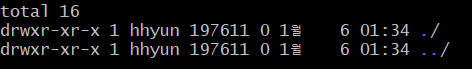 total 16
drwxr-xr-x 1 hhyun 197611 0 1월 6 01:34 ./
drwxr-xr-x 1 hhyun 197611 0 1월 6 01:34 ../